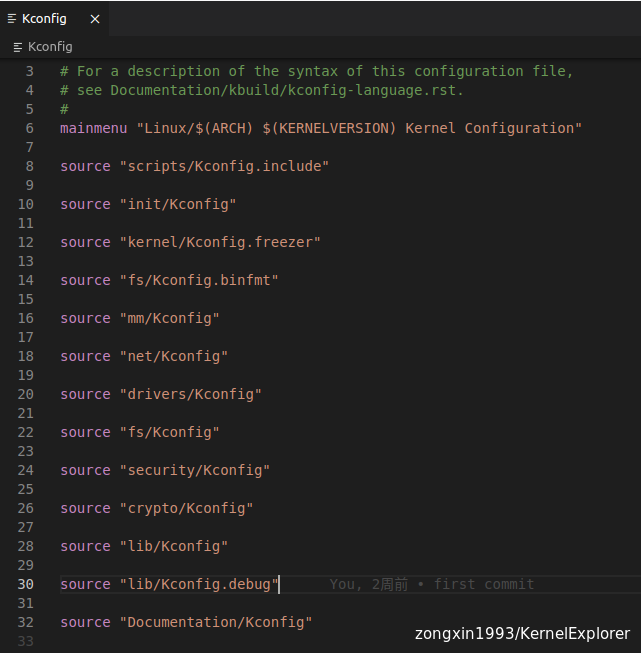 Kconfig
Kconfig
3 # For a description of the syntax of this configuration file,
4 # see Documentation/kbuild/kconfig-language.rst.
5 #
6 mainmenu "Linux/$(ARCH) $(KERNELVERSION) Kernel Configuration"
7
8 source "scripts/Kconfig.include"
9
10 source "init/Kconfig"
11
12 source "kernel/Kconfig.freezer"
13
14 source "fs/Kconfig.binfmt"
15
16 source "mm/Kconfig"
17
18 source "net/Kconfig"
19
20 source "drivers/Kconfig"
21
22 source "fs/Kconfig"
23
24 source "security/Kconfig"
25
26 source "crypto/Kconfig"
27
28 source "lib/Kconfig"
29
30 source "lib/Kconfig.debug" You, 2周前 • first commit
31
32 source "Documentation/Kconfig"
33
zongxin1993/KernelExplorer